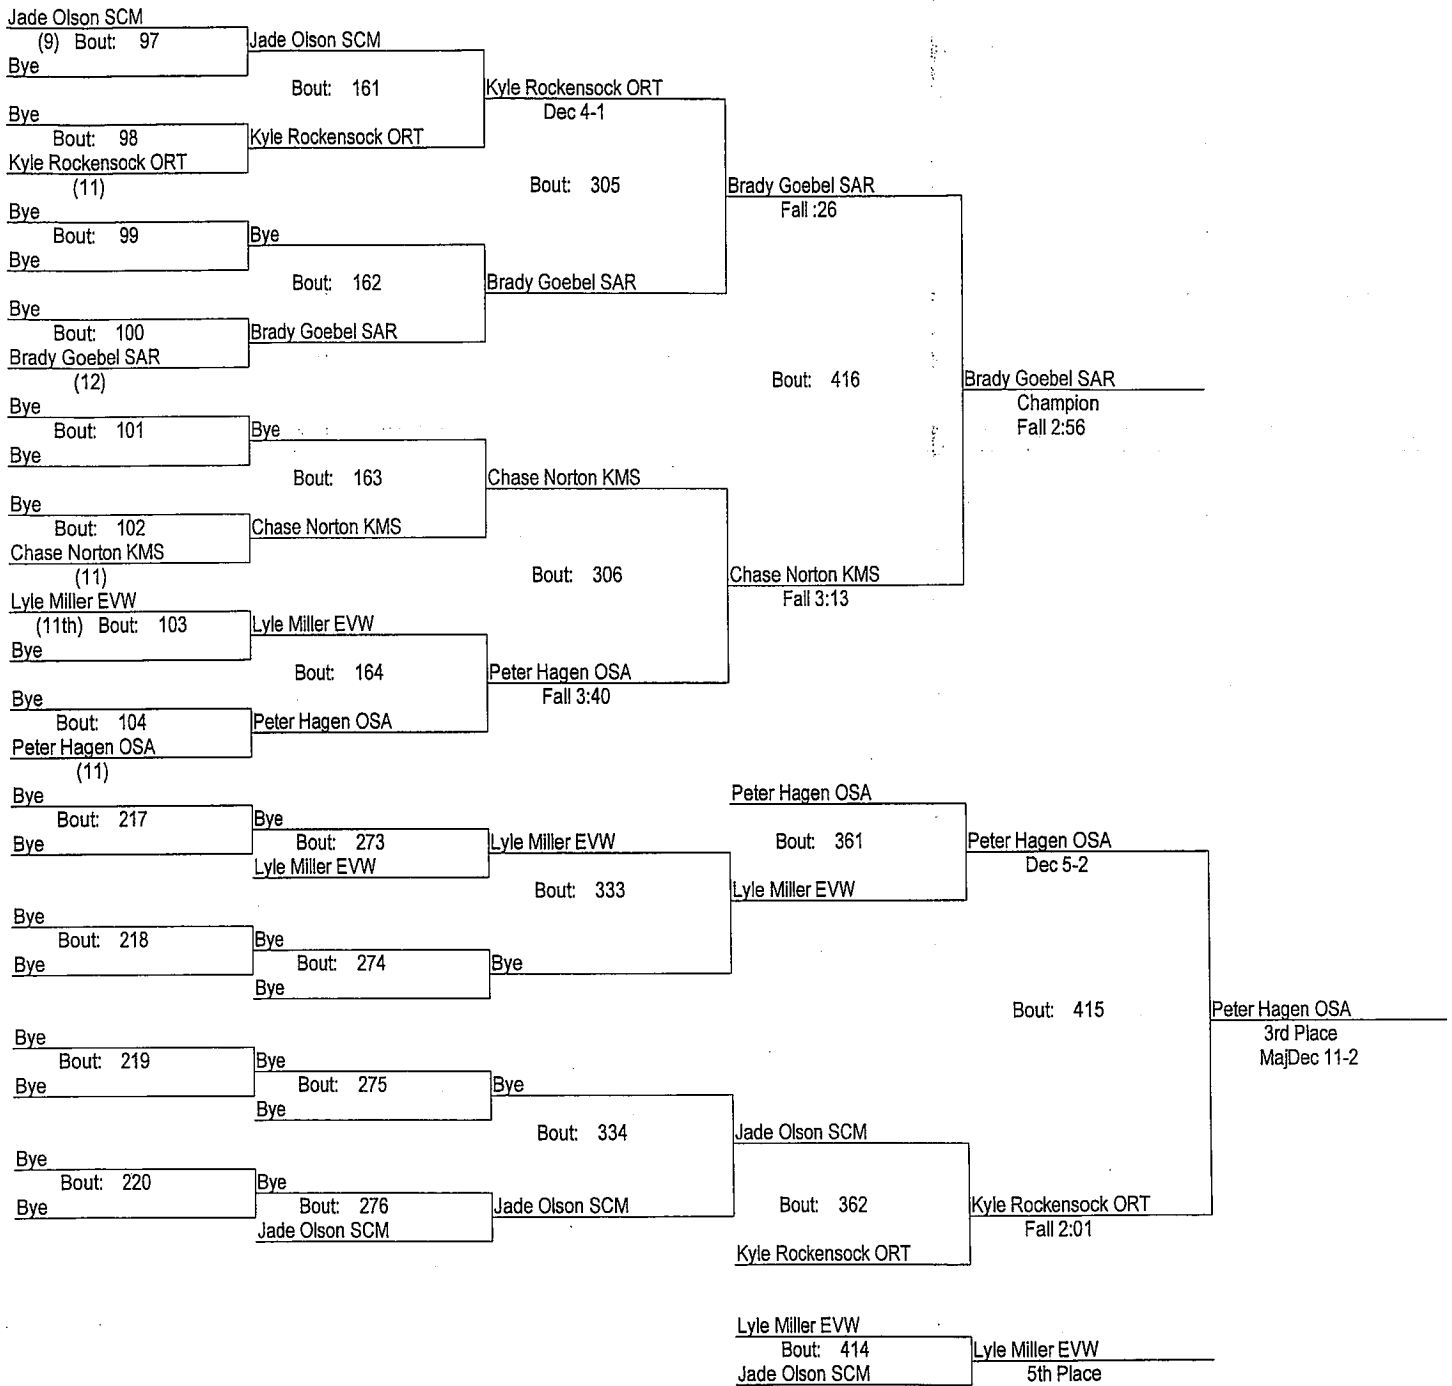 Jade Olson SCM
(9) Bout: 97
Bye
Jade Olson SCM
Bout: 161
Bye
Bout: 98
Kyle Rockensock ORT
(11)
Kyle Rockensock ORT
Kyle Rockensock ORT
Dec 4-1
Bout: 305
Bye
Bout: 99
Bye
Bye
Bout: 162
Bye
Bout: 100
Brady Goebel SAR
(12)
Brady Goebel SAR
Brady Goebel SAR
Brady Goebel SAR
Fall :26
Bout: 416
Brady Goebel SAR
Champion
Fall 2:56
Bye
Bout: 101
Bye
Bye
Bout: 163
Bye
Bout: 102
Chase Norton KMS
(11)
Chase Norton KMS
Chase Norton KMS
Bout: 306
Chase Norton KMS
Fall 3:13
Lyle Miller EVW
(11th) Bout: 103
Bye
Lyle Miller EVW
Bout: 164
Bye
Bout: 104
Peter Hagen OSA
(11)
Peter Hagen OSA
Peter Hagen OSA
Fall 3:40
Bye
Bout: 217
Bye
Bye
Bout: 273
Lyle Miller EVW
Lyle Miller EVW
Bout: 333
Bye
Bout: 218
Bye
Bye
Bout: 274
Bye
Bye
Peter Hagen OSA
Bout: 361
Lyle Miller EVW
Peter Hagen OSA
Dec 5-2
Bout: 415
Peter Hagen OSA
3rd Place
MajDec 11-2
Bye
Bout: 219
Bye
Bye
Bout: 275
Bye
Bye
Bout: 334
Bye
Bout: 220
Bye
Bye
Bout: 276
Jade Olson SCM
Jade Olson SCM
Jade Olson SCM
Bout: 362
Kyle Rockensock ORT
Kyle Rockensock ORT
Fall 2:01
Lyle Miller EVW
Bout: 414
Jade Olson SCM
Lyle Miller EVW
5th Place